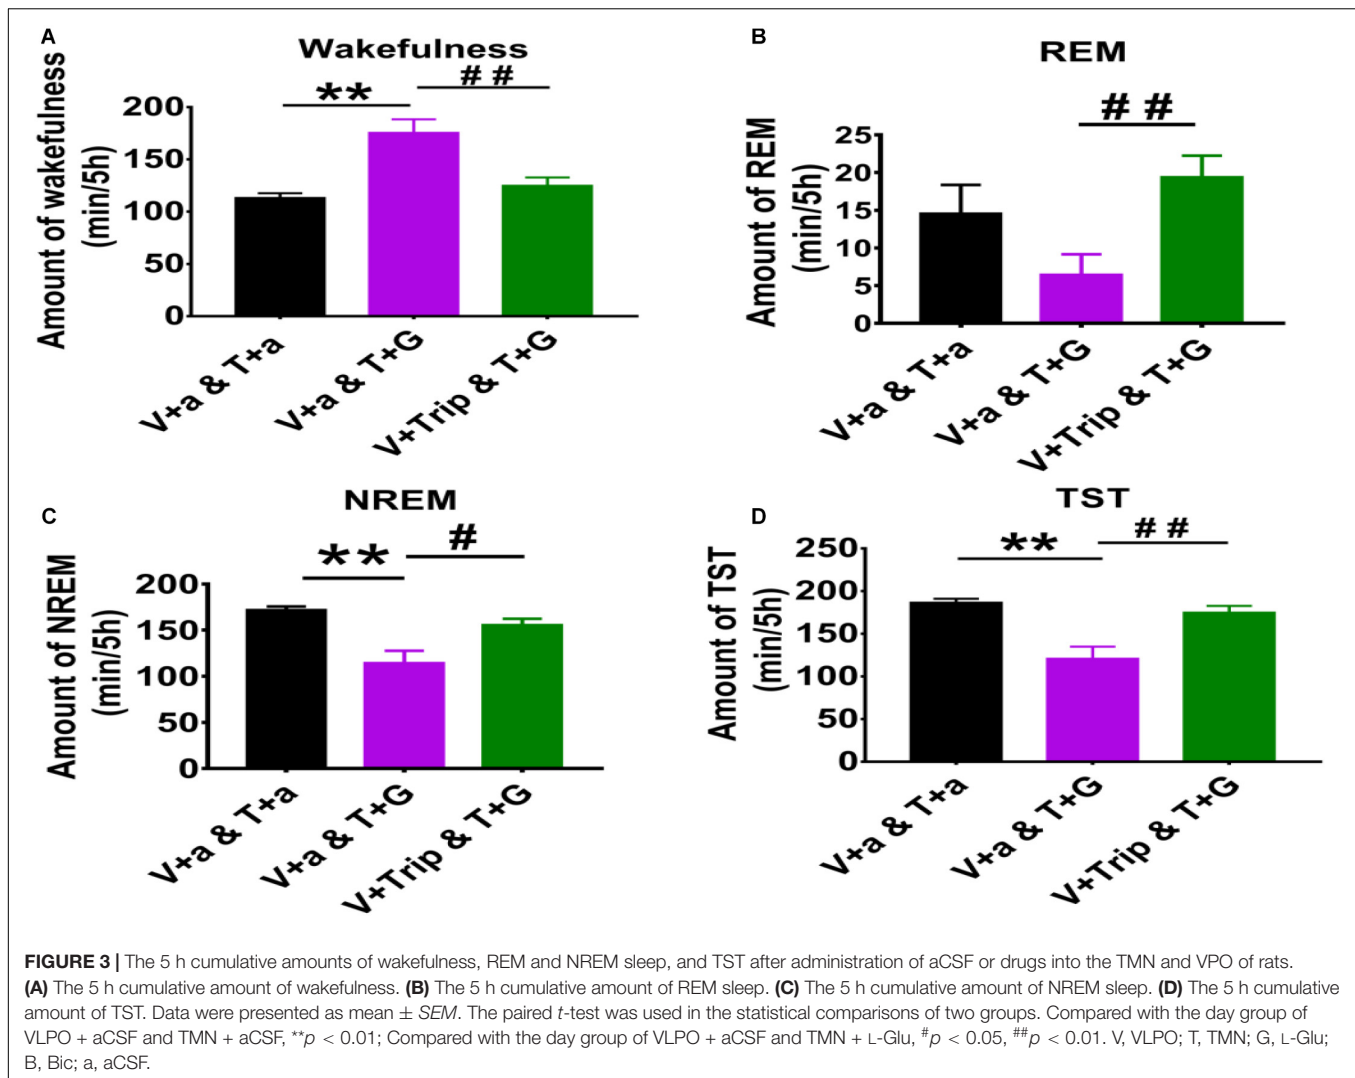 A
Wakefulness
** ##
Amount of wakefulness
(min/5h)
200
150
100
50
0
V+a & T+a
V+a & T+G
V+Trip & T+G
B
REM
##
Amount of REM
(min/5h)
25
20
15
10
5
0
V+a & T+a
V+a & T+G
V+Trip & T+G
C
NREM
** #
Amount of NREM
(min/5h)
200
150
100
50
0
V+a & T+a
V+a & T+G
V+Trip & T+G
D
TST
** ##
Amount of TST
(min/5h)
250
200
150
100
50
0
V+a & T+a
V+a & T+G
V+Trip & T+G
FIGURE 3 | The 5 h cumulative amounts of wakefulness, REM and NREM sleep, and TST after administration of aCSF or drugs into the TMN and VPO of rats.
(A) The 5 h cumulative amount of wakefulness. (B) The 5 h cumulative amount of REM sleep. (C) The 5 h cumulative amount of NREM sleep. (D) The 5 h cumulative
amount of TST. Data were presented as mean ± SEM. The paired t-test was used in the statistical comparisons of two groups. Compared with the day group of
VLPO + aCSF and TMN + aCSF, **p < 0.01; Compared with the day group of VLPO + aCSF and TMN + L-Glu, #p < 0.05, ##p < 0.01. V, VLPO; T, TMN; G, L-Glu;
B, Bic; a, aCSF.